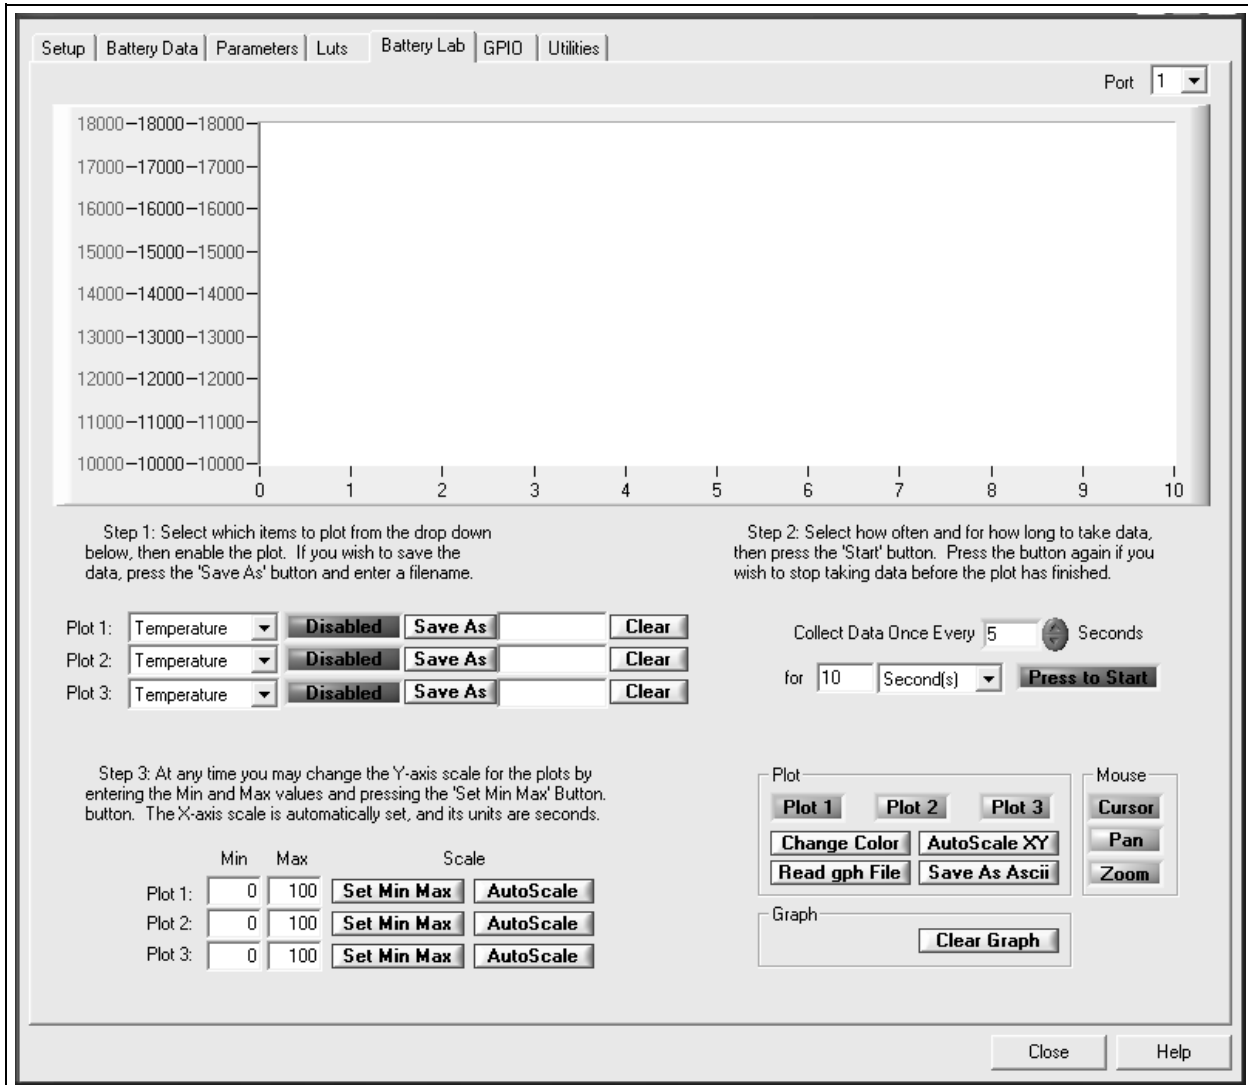 Setup Battery Data Parameters Luts Battery Lab GPIO Utilities
Port 1
18000 18000 18000
17000 17000 17000
16000 16000 16000
15000 15000 15000
14000 14000 14000
13000 13000 13000
12000 12000 12000
11000 11000 11000
10000 10000 10000
0 1 2 3 4 5 6 7 8 9 10
Step 1: Select which items to plot from the drop down
below, then enable the plot. If you wish to save the
data, press the 'Save As' button and enter a filename.
Step 2: Select how often and for how long to take data,
then press the 'Start' button. Press the button again if you
wish to stop taking data before the plot has finished.
Plot 1: Temperature Disabled Save As Clear
Plot 2: Temperature Disabled Save As Clear
Plot 3: Temperature Disabled Save As Clear
Collect Data Once Every 5 Seconds
for 10 Second(s) Press to Start
Step 3: At any time you may change the Y-axis scale for the plots by
entering the Min and Max values and pressing the 'Set Min Max' Button.
button. The X-axis scale is automatically set, and its units are seconds.
Min Max Scale
Plot 1: 0 100 Set Min Max AutoScale
Plot 2: 0 100 Set Min Max AutoScale
Plot 3: 0 100 Set Min Max AutoScale
Plot
Plot 1 Plot 2 Plot 3
Change Color AutoScale XY
Read gph File Save As Ascii
Mouse
Cursor
Pan
Zoom
Graph
Clear Graph
Close Help